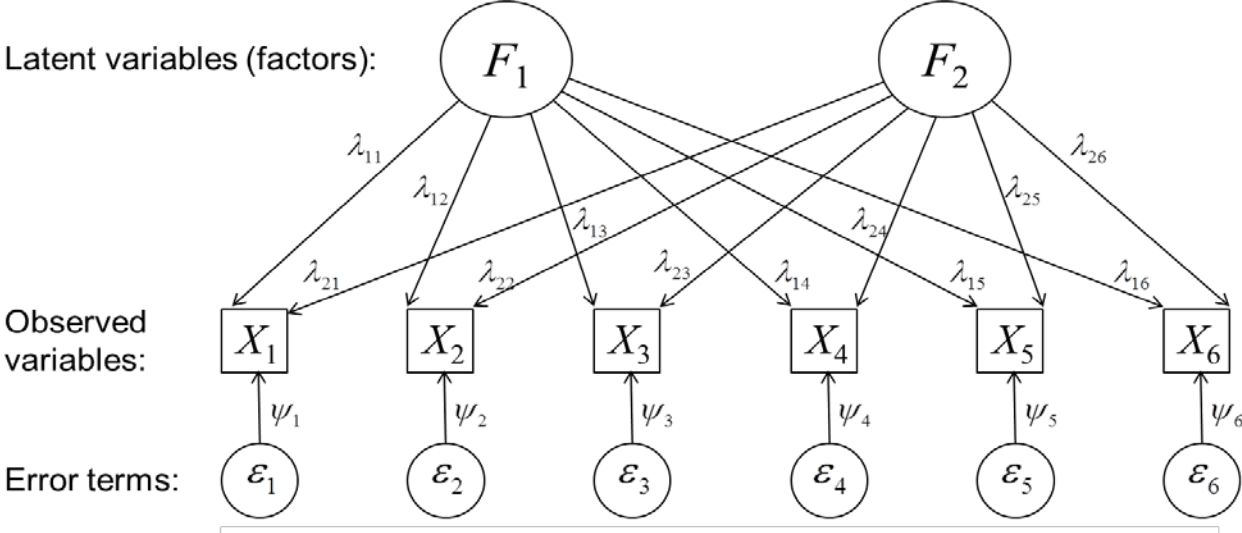 Latent variables (factors): F₁ F₂
λ₁₁ λ₂₆
λ₁₂ λ₂₅
λ₁₃ λ₂₄
λ₂₁ λ₂₂ λ₂₃ λ₁₄ λ₁₅ λ₁₆
Observed
variables:
X₁ X₂ X₃ X₄ X₅ X₆
ψ₁ ψ₂ ψ₃ ψ₄ ψ₅ ψ₆
Error terms: ε₁ ε₂ ε₃ ε₄ ε₅ ε₆